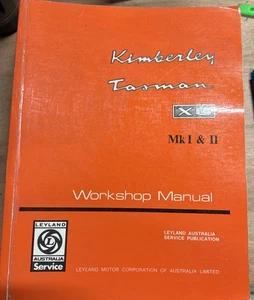 Kimberley
Tasman
X6
Mk I & II
Workshop Manual
LEYLAND
L
AUSTRALIA
Service
LEYLAND AUSTRALIA
SERVICE PUBLICATION
LEYLAND MOTOR CORPORATION OF AUSTRALIA LIMITED